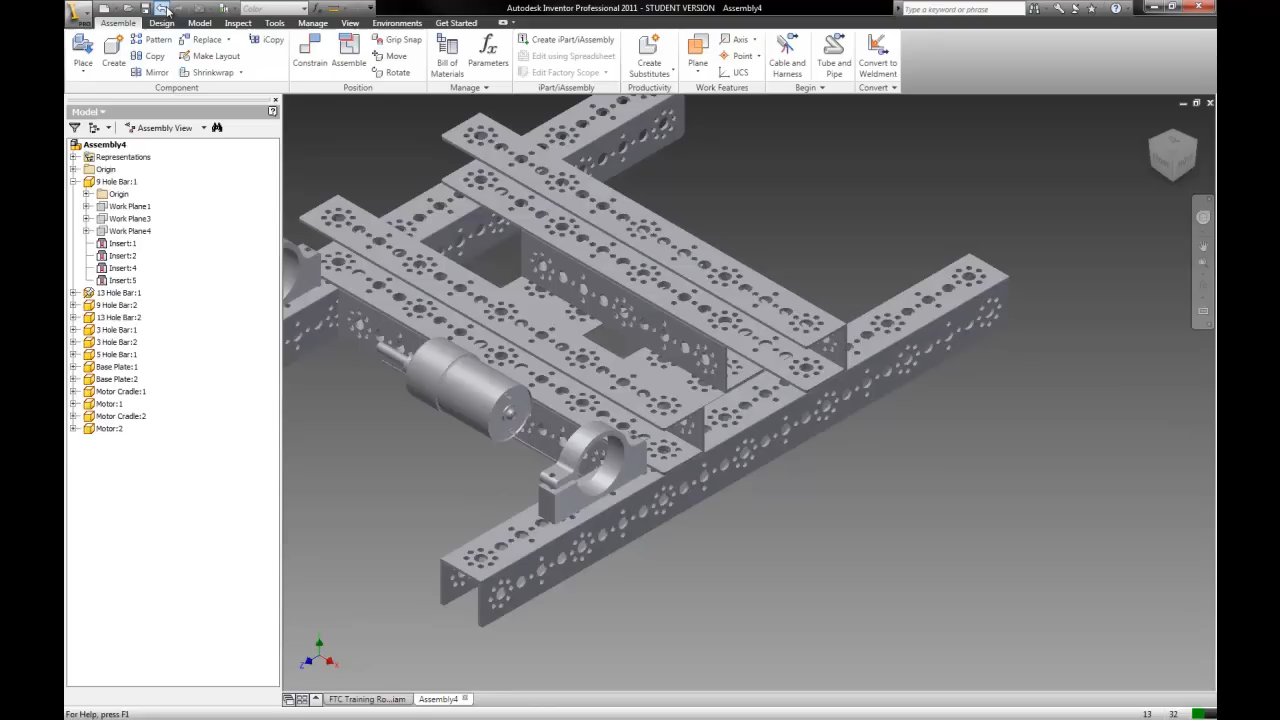 Color
Autodesk Inventor Professional 2011 - STUDENT VERSION Assembly4
Type a keyword or phrase
PRO
Assemble Design Model Inspect Tools Manage View Environments Get Started
Place
Create
Pattern
Copy
Mirror
Replace
Make Layout
Shrinkwrap
iCopy
Component
Constrain
Assemble
Grip Snap
Move
Rotate
Position
Bill of
Materials
Parameters
Manage
Create iPart/iAssembly
Edit using Spreadsheet
Edit Factory Scope
iPart/iAssembly
Create
Substitutes
Productivity
Plane
Axis
Point
UCS
Work Features
Cable and
Harness
Tube and
Pipe
Begin
Convert to
Weldment
Convert
Model
Assembly View
Assembly4
Representations
Origin
9 Hole Bar:1
Origin
Work Plane1
Work Plane3
Work Plane4
Insert:1
Insert:2
Insert:4
Insert:5
13 Hole Bar:1
9 Hole Bar:2
13 Hole Bar:2
3 Hole Bar:1
3 Hole Bar:2
5 Hole Bar:1
Base Plate:1
Base Plate:2
Motor Cradle:1
Motor:1
Motor Cradle:2
Motor:2
Z X
FTC Training Ro...iam Assembly4
For Help, press F1
13 32